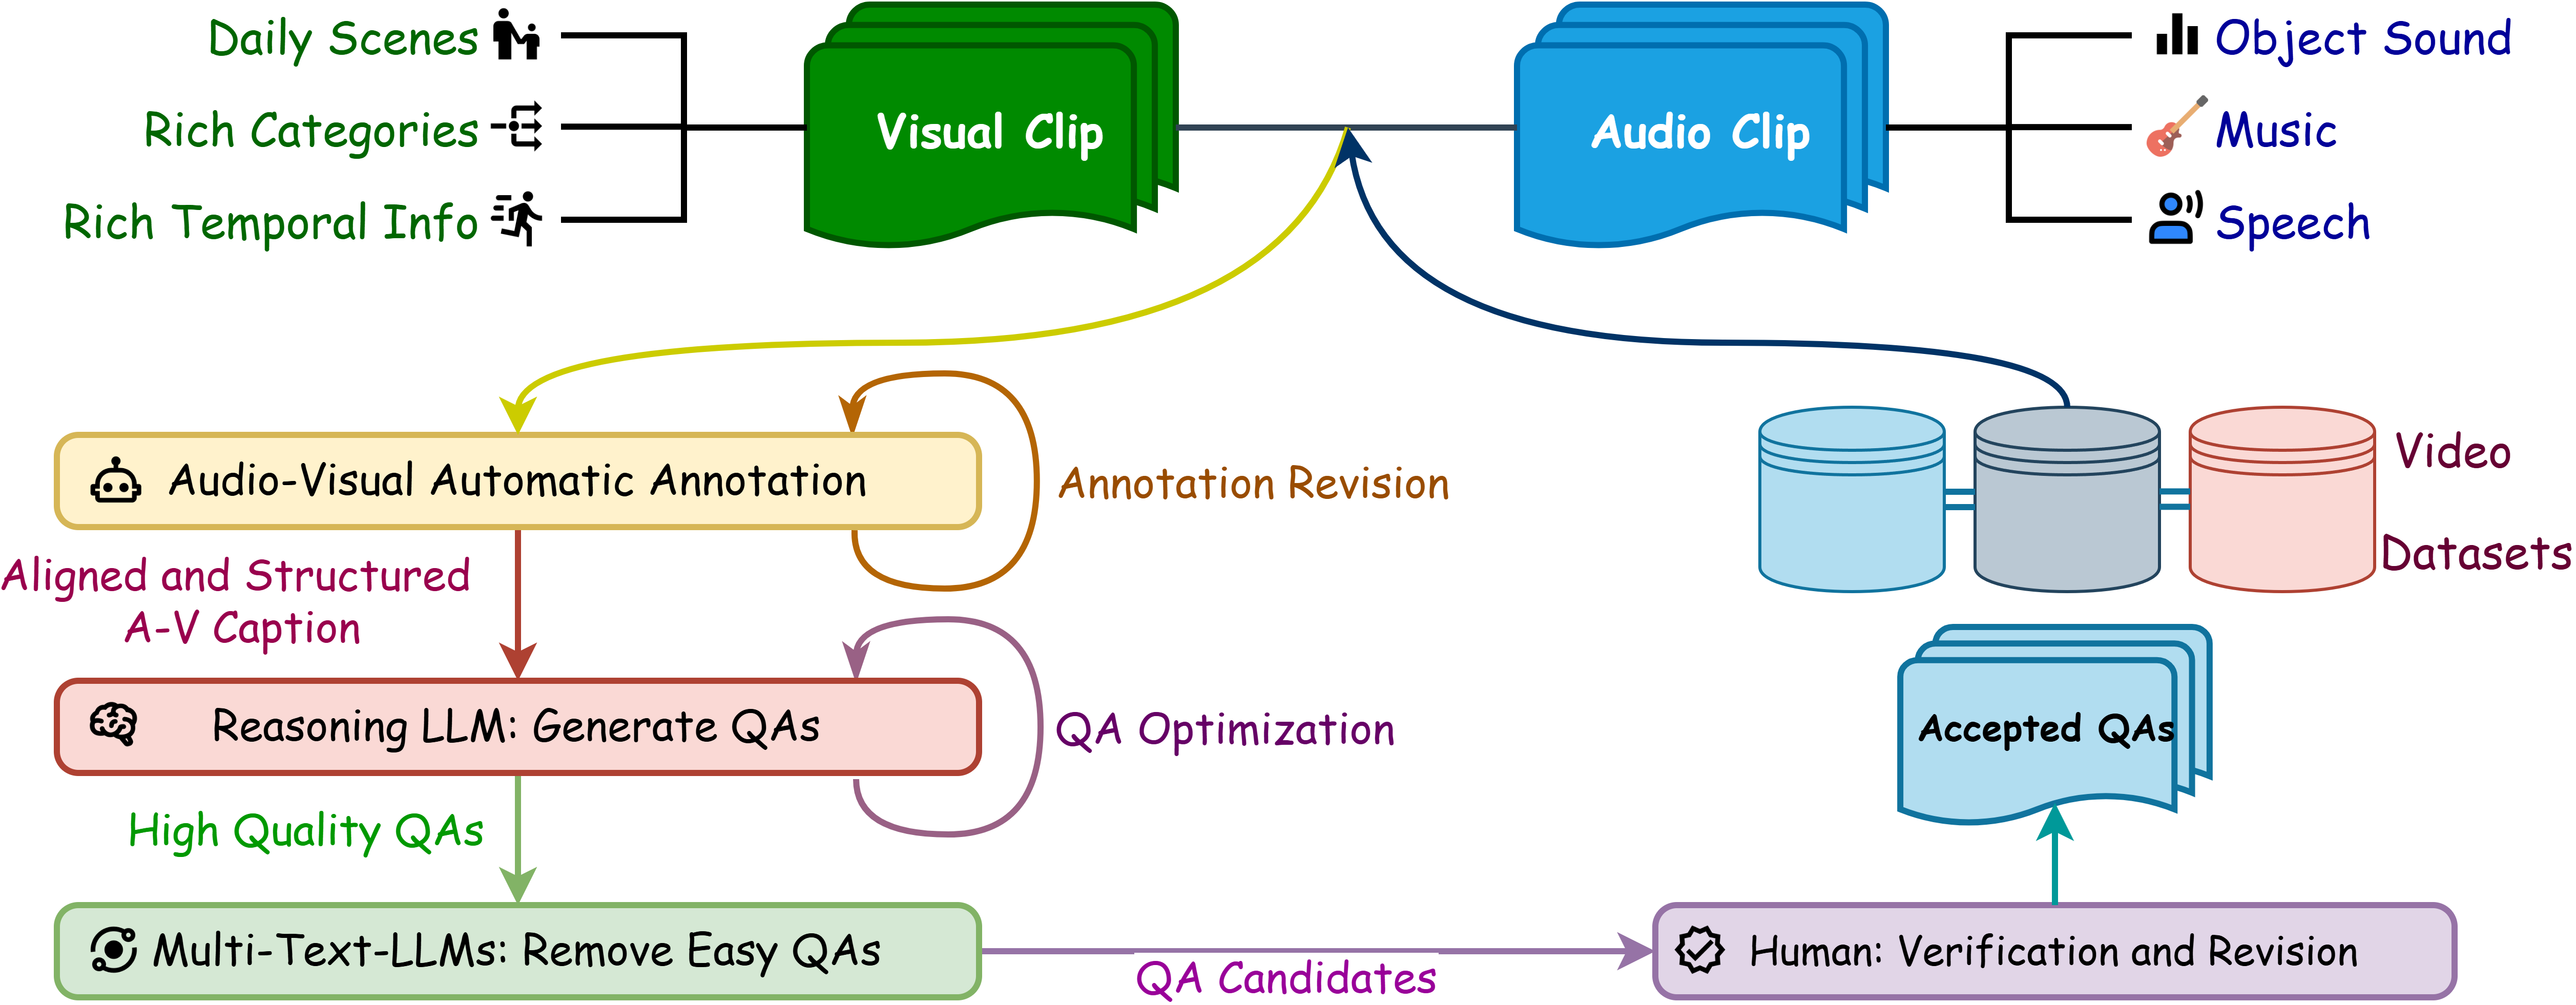 Daily Scenes
Rich Categories
Rich Temporal Info
Visual Clip
Audio Clip
Object Sound
Music
Speech
Audio-Visual Automatic Annotation
Annotation Revision
Video
Datasets
Aligned and Structured
A-V Caption
Reasoning LLM: Generate QAs
QA Optimization
Accepted QAs
High Quality QAs
Multi-Text-LLMs: Remove Easy QAs
QA Candidates
Human: Verification and Revision